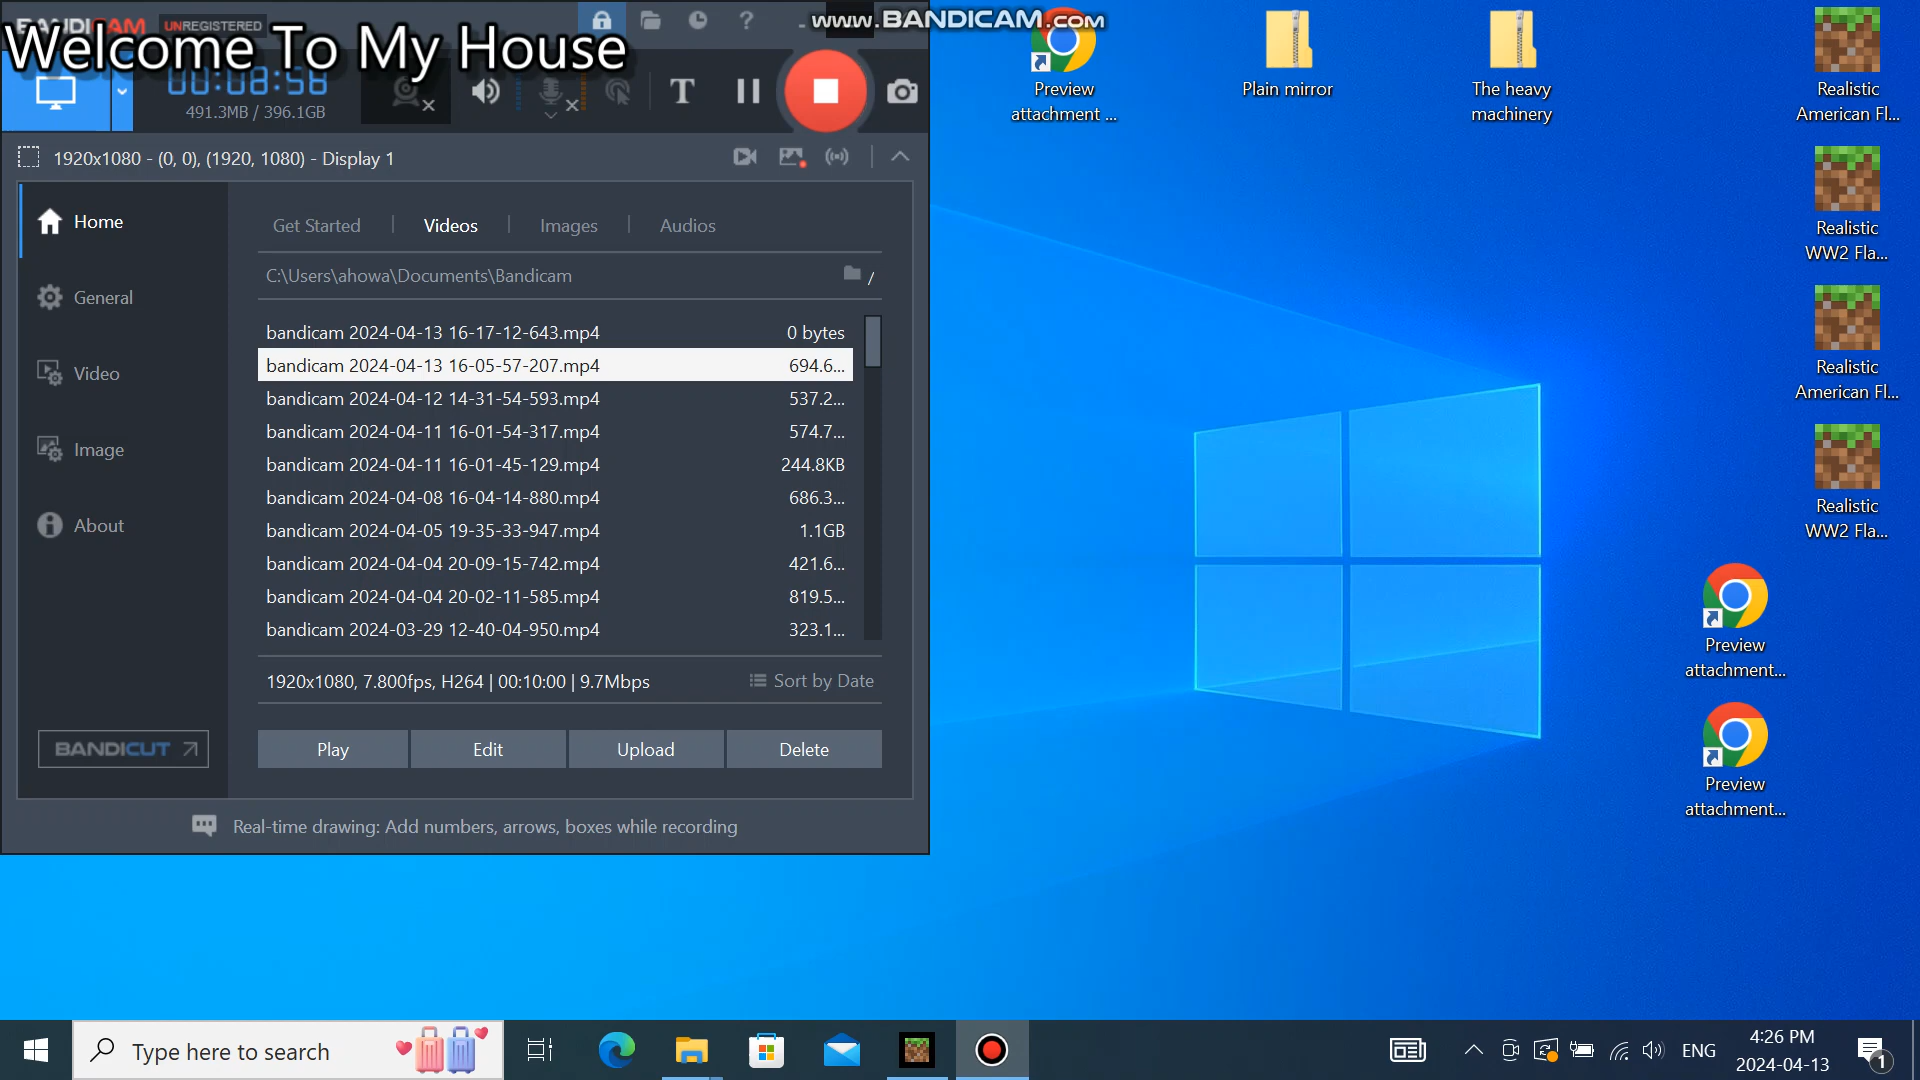 BANDICAM UNREGISTERED
Welcome To My House
www.BANDICAM.com
00:08:58
491.3MB / 396.1GB
T
1920x1080 - (0, 0), (1920, 1080) - Display 1
Home
General
Video
Image
About
BANDICUT
Get Started
Videos
Images
Audios
C:\Users\ahowa\Documents\Bandicam
/
bandicam 2024-04-13 16-17-12-643.mp4 0 bytes
bandicam 2024-04-13 16-05-57-207.mp4 694.6...
bandicam 2024-04-12 14-31-54-593.mp4 537.2...
bandicam 2024-04-11 16-01-54-317.mp4 574.7...
bandicam 2024-04-11 16-01-45-129.mp4 244.8KB
bandicam 2024-04-08 16-04-14-880.mp4 686.3...
bandicam 2024-04-05 19-35-33-947.mp4 1.1GB
bandicam 2024-04-04 20-09-15-742.mp4 421.6...
bandicam 2024-04-04 20-02-11-585.mp4 819.5...
bandicam 2024-03-29 12-40-04-950.mp4 323.1...
1920x1080, 7.800fps, H264 | 00:10:00 | 9.7Mbps
Sort by Date
Play
Edit
Upload
Delete
Real-time drawing: Add numbers, arrows, boxes while recording
Preview
attachment ...
Plain mirror
The heavy
machinery
Realistic
American Fl...
Realistic
WW2 Fla...
Realistic
American Fl...
Realistic
WW2 Fla...
Preview
attachment...
Preview
attachment...
Type here to search
ENG
4:26 PM
2024-04-13
1